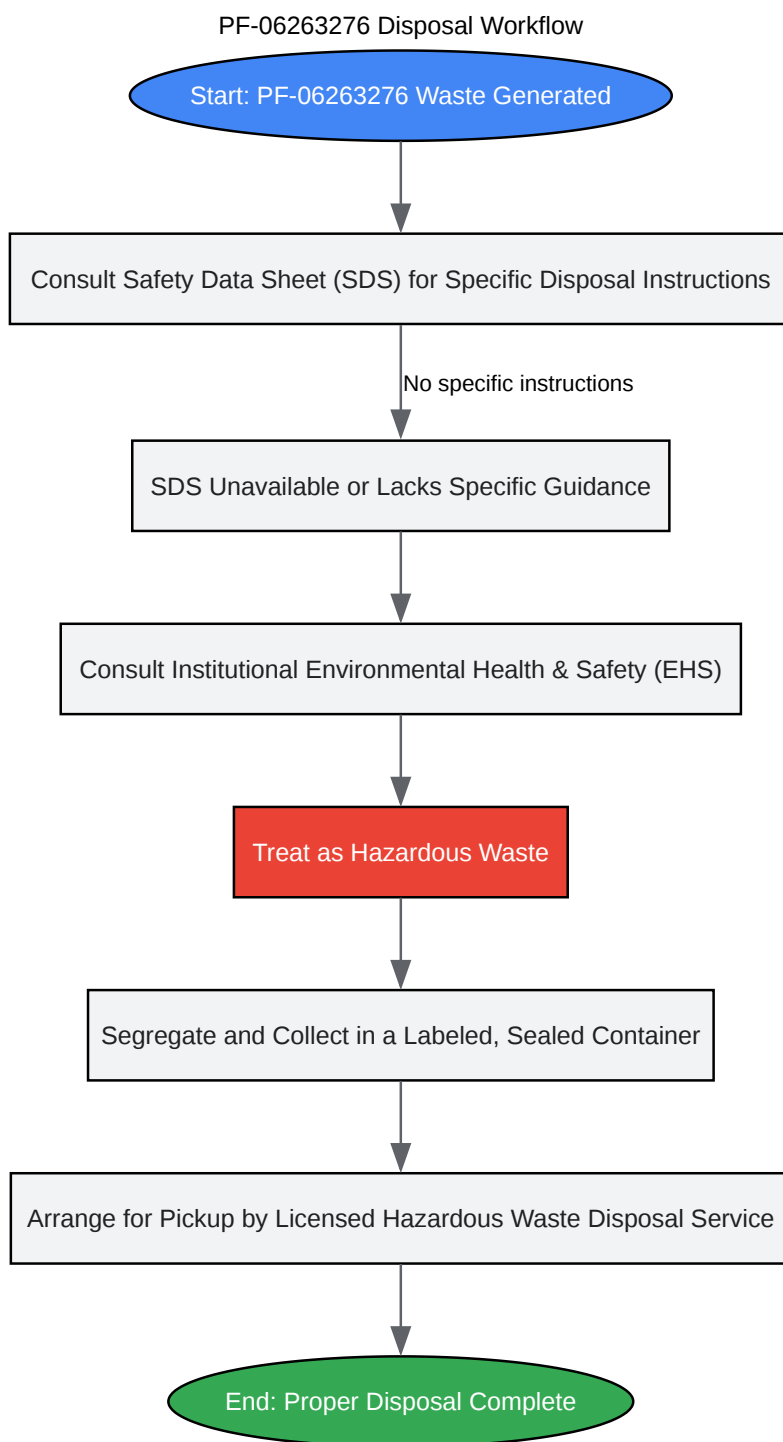 PF-06263276 Disposal Workflow
Start: PF-06263276 Waste Generated
Consult Safety Data Sheet (SDS) for Specific Disposal Instructions
No specific instructions
SDS Unavailable or Lacks Specific Guidance
Consult Institutional Environmental Health & Safety (EHS)
Treat as Hazardous Waste
Segregate and Collect in a Labeled, Sealed Container
Arrange for Pickup by Licensed Hazardous Waste Disposal Service
End: Proper Disposal Complete